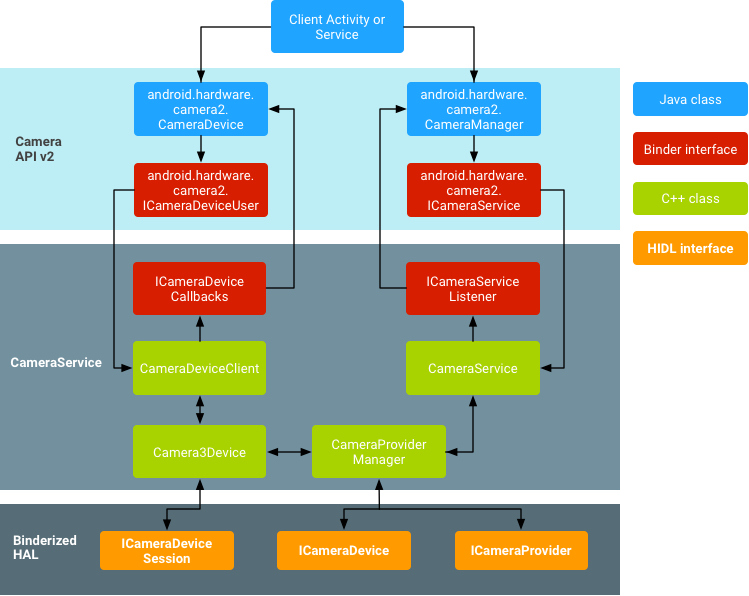 Client Activity or
Service
Camera
API v2
android.hardware.
camera2.
CameraDevice
android.hardware.
camera2.
CameraManager
android.hardware.
camera2.
ICameraDeviceUser
android.hardware.
camera2.
ICameraService
Java class
Binder interface
C++ class
HIDL interface
CameraService
ICameraDevice
Callbacks
ICameraService
Listener
CameraDeviceClient
CameraService
Camera3Device
CameraProvider
Manager
Binderized
HAL
ICameraDevice
Session
ICameraDevice
ICameraProvider